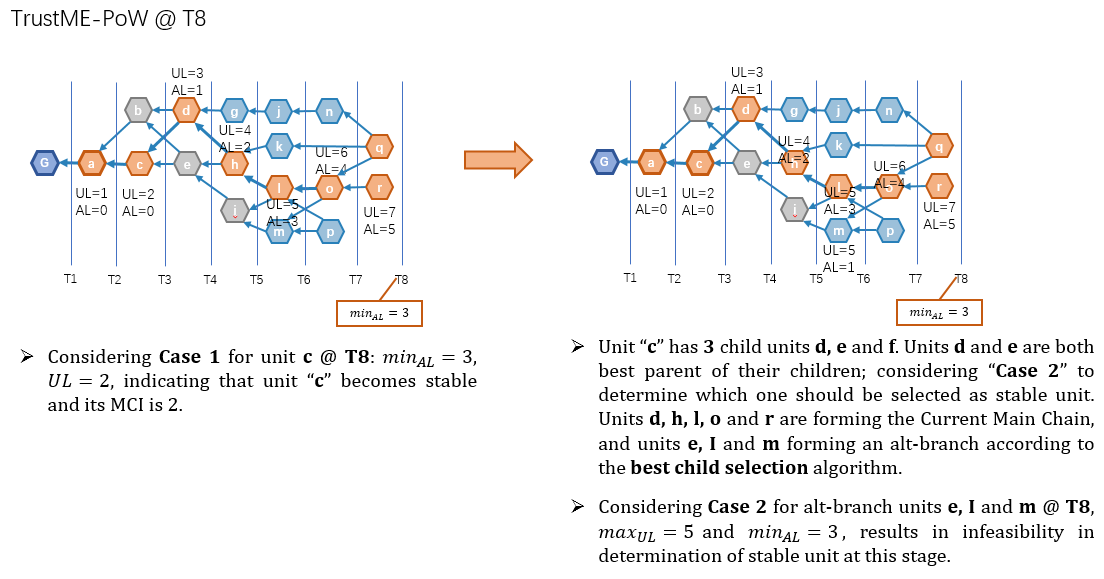 TrustME-PoW @ T8
UL=3
AL=1
b
d
g
j
n
UL=4
AL=2
k
q
G
a
c
e
h
UL=6
AL=4
UL=1
AL=0
UL=2
AL=0
l
o
r
i
UL=5
AL=3
m
p
UL=7
AL=5
T1 T2 T3 T4 T5 T6 T7 T8
min_AL = 3
➢ Considering Case 1 for unit c @ T8: min_AL = 3,
UL = 2, indicating that unit “c” becomes stable
and its MCI is 2.
UL=3
AL=1
b
d
g
j
n
UL=4
AL=2
k
q
G
a
c
e
h
UL=6
AL=4
UL=1
AL=0
UL=2
AL=0
UL=5
AL=3
l
o
r
i
m
p
UL=7
AL=5
UL=5
AL=1
T1 T2 T3 T4 T5 T6 T7 T8
min_AL = 3
➢ Unit “c” has 3 child units d, e and f. Units d and e are both
best parent of their children; considering “Case 2” to
determine which one should be selected as stable unit.
Units d, h, l, o and r are forming the Current Main Chain,
and units e, I and m forming an alt-branch according to
the best child selection algorithm.
➢ Considering Case 2 for alt-branch units e, I and m @ T8,
max_UL = 5 and min_AL = 3, results in infeasibility in
determination of stable unit at this stage.